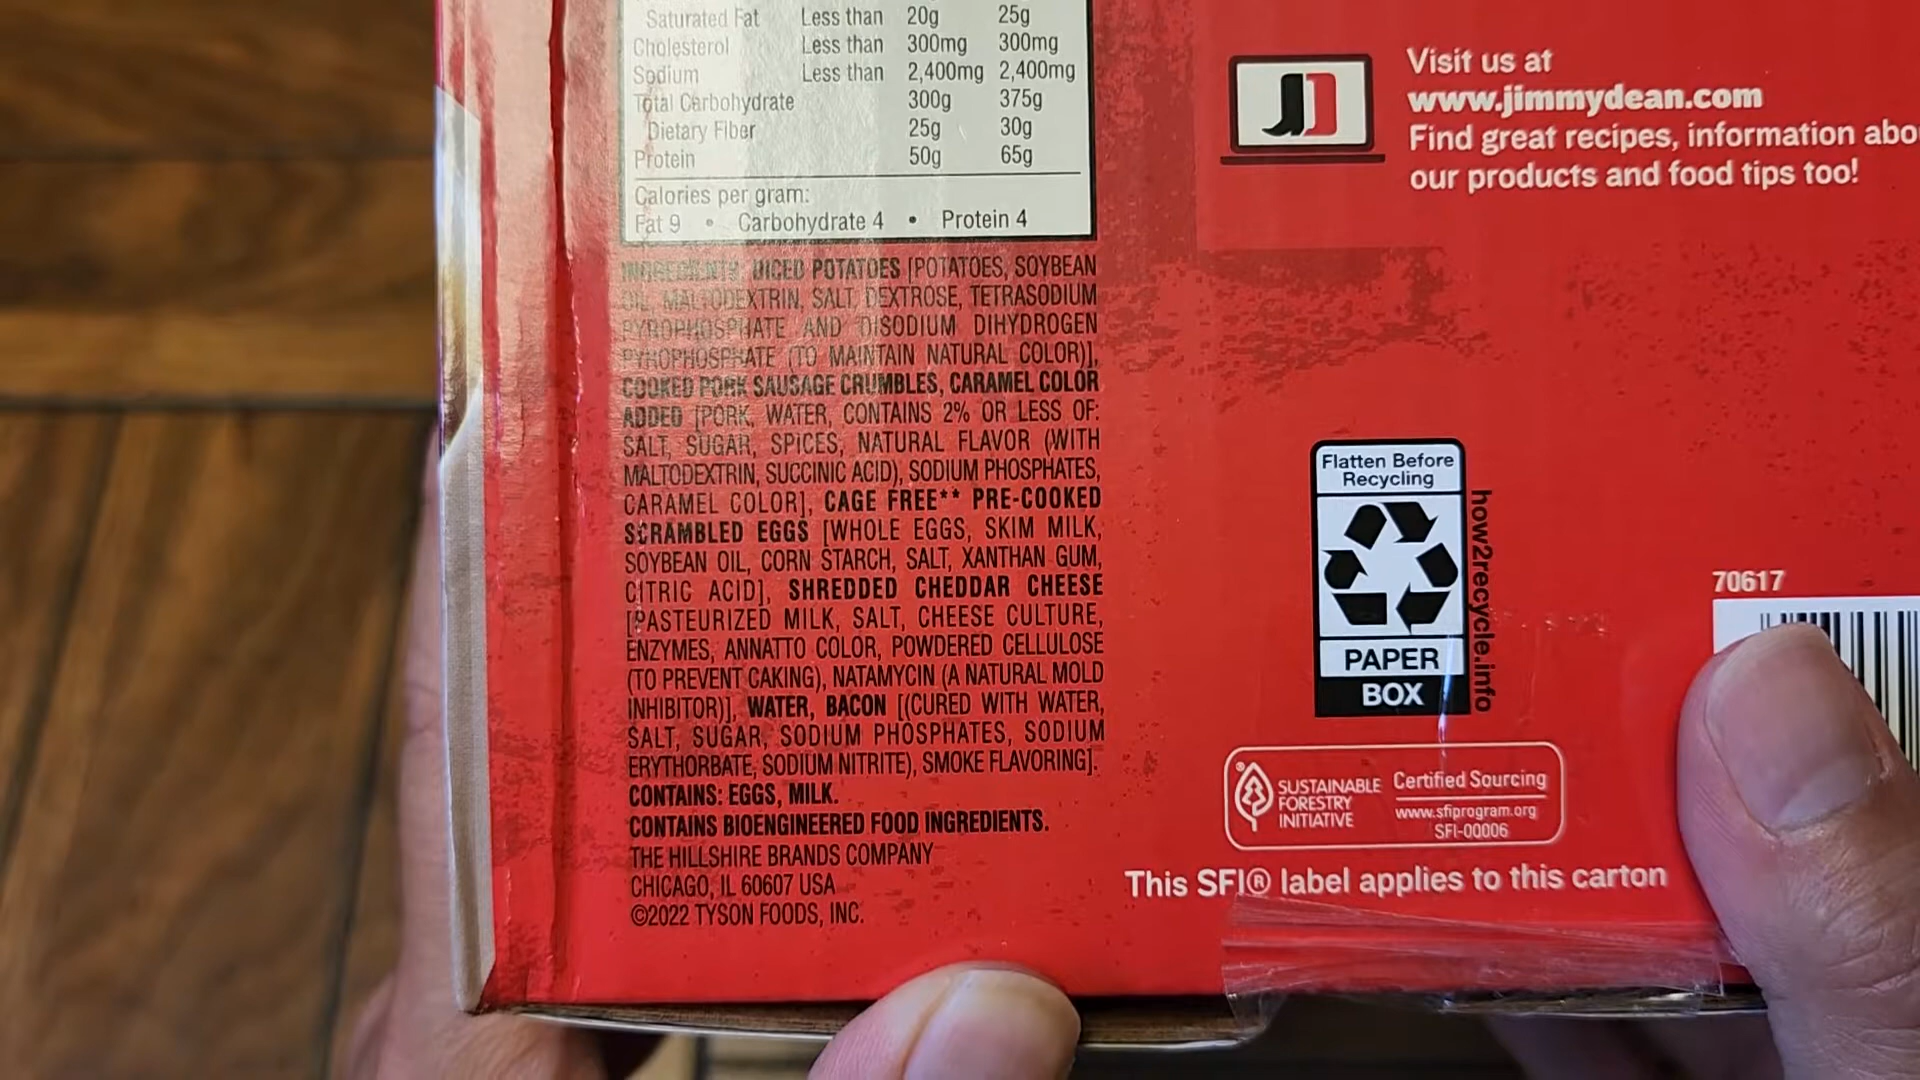 Saturated Fat Less than 20g 25g
Cholesterol Less than 300mg 300mg
Sodium Less than 2,400mg 2,400mg
Total Carbohydrate 300g 375g
Dietary Fiber 25g 30g
Protein 50g 65g
Calories per gram:
Fat 9 • Carbohydrate 4 • Protein 4
INGREDIENTS: DICED POTATOES [POTATOES, SOYBEAN
OIL, MALTODEXTRIN, SALT, DEXTROSE, TETRASODIUM
PYROPHOSPHATE AND DISODIUM DIHYDROGEN
PYROPHOSPHATE (TO MAINTAIN NATURAL COLOR)],
COOKED PORK SAUSAGE CRUMBLES, CARAMEL COLOR
ADDED [PORK, WATER, CONTAINS 2% OR LESS OF:
SALT, SUGAR, SPICES, NATURAL FLAVOR (WITH
MALTODEXTRIN, SUCCINIC ACID), SODIUM PHOSPHATES,
CARAMEL COLOR], CAGE FREE** PRE-COOKED
SCRAMBLED EGGS [WHOLE EGGS, SKIM MILK,
SOYBEAN OIL, CORN STARCH, SALT, XANTHAN GUM,
CITRIC ACID], SHREDDED CHEDDAR CHEESE
[PASTEURIZED MILK, SALT, CHEESE CULTURE,
ENZYMES, ANNATTO COLOR, POWDERED CELLULOSE
(TO PREVENT CAKING), NATAMYCIN (A NATURAL MOLD
INHIBITOR)], WATER, BACON [(CURED WITH WATER,
SALT, SUGAR, SODIUM PHOSPHATES, SODIUM
ERYTHORBATE, SODIUM NITRITE), SMOKE FLAVORING].
CONTAINS: EGGS, MILK.
CONTAINS BIOENGINEERED FOOD INGREDIENTS.
THE HILLSHIRE BRANDS COMPANY
CHICAGO, IL 60607 USA
©2022 TYSON FOODS, INC.
JD
Visit us at
www.jimmydean.com
Find great recipes, information abo
our products and food tips too!
Flatten Before
Recycling
PAPER
BOX
how2recycle.info
70617
SUSTAINABLE
FORESTRY
INITIATIVE
Certified Sourcing
www.sfiprogram.org
SFI-00006
This SFI® label applies to this carton